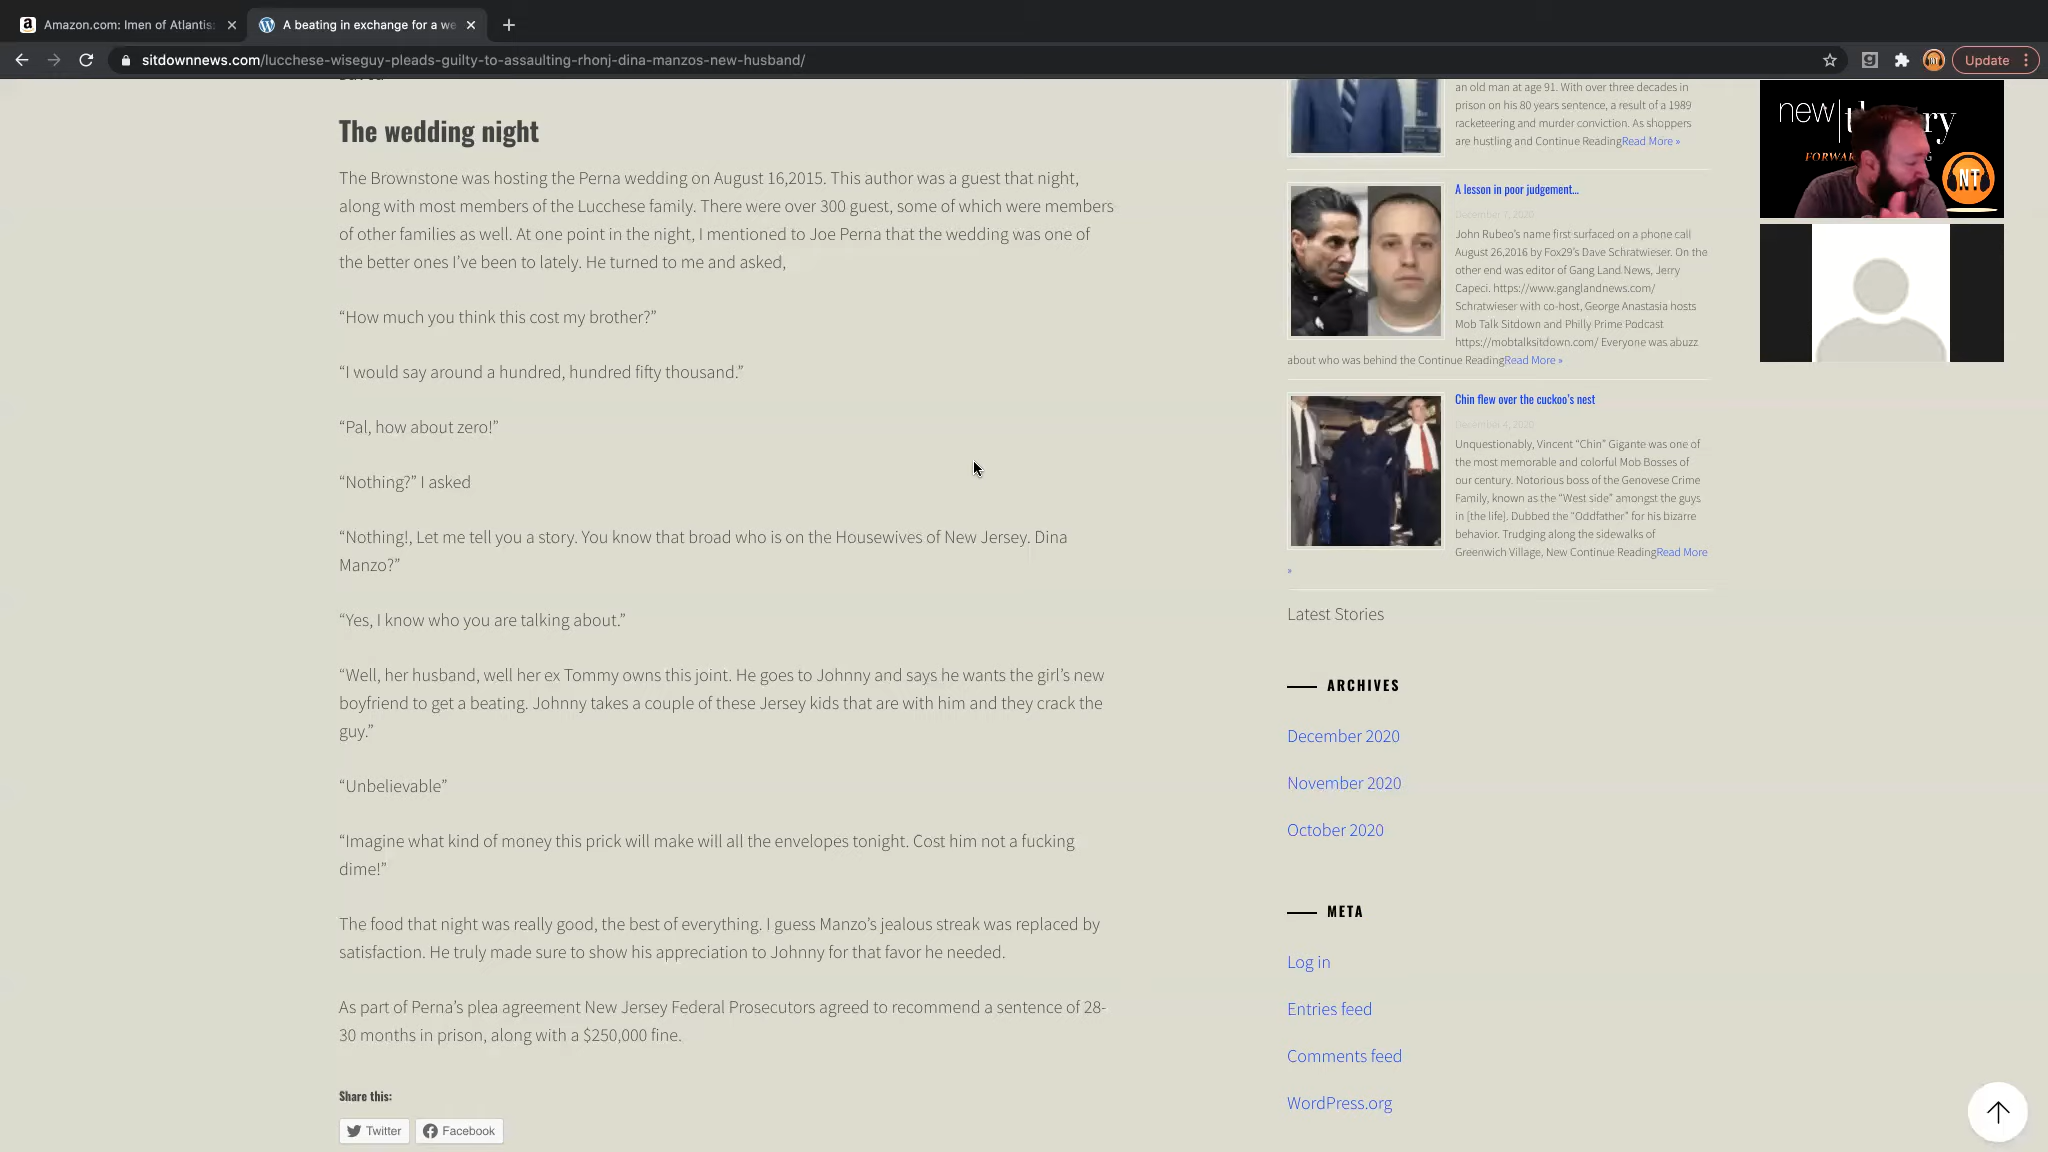 Amazon.com: Imen of Atlantis:
A beating in exchange for a we
sitdownnews.com/lucchese-wiseguy-pleads-guilty-to-assaulting-rhonj-dina-manzos-new-husband/
Update
The wedding night
The Brownstone was hosting the Perna wedding on August 16,2015. This author was a guest that night,
along with most members of the Lucchese family. There were over 300 guest, some of which were members
of other families as well. At one point in the night, I mentioned to Joe Perna that the wedding was one of
the better ones I've been to lately. He turned to me and asked,
“How much you think this cost my brother?”
“I would say around a hundred, hundred fifty thousand.”
“Pal, how about zero!”
“Nothing?” I asked
“Nothing!, Let me tell you a story. You know that broad who is on the Housewives of New Jersey. Dina
Manzo?”
“Yes, I know who you are talking about.”
“Well, her husband, well her ex Tommy owns this joint. He goes to Johnny and says he wants the girl's new
boyfriend to get a beating. Johnny takes a couple of these Jersey kids that are with him and they crack the
guy.”
“Unbelievable”
“Imagine what kind of money this prick will make will all the envelopes tonight. Cost him not a fucking
dime!”
The food that night was really good, the best of everything. I guess Manzo's jealous streak was replaced by
satisfaction. He truly made sure to show his appreciation to Johnny for that favor he needed.
As part of Perna's plea agreement New Jersey Federal Prosecutors agreed to recommend a sentence of 28-
30 months in prison, along with a $250,000 fine.
Share this:
Twitter
Facebook
an old man at age 91. With over three decades in
prison on his 80 years sentence, a result of a 1989
racketeering and murder conviction. As shoppers
are hustling and Continue ReadingRead More »
A lesson in poor judgement...
December 7, 2020
John Rubeo's name first surfaced on a phone call
August 26,2016 by Fox29's Dave Schratwieser. On the
other end was editor of Gang Land News, Jerry
Capeci. https://www.ganglandnews.com/
Schratwieser with co-host, George Anastasia hosts
Mob Talk Sitdown and Philly Prime Podcast
https://mobtalksitdown.com/ Everyone was abuzz
about who was behind the Continue ReadingRead More »
Chin flew over the cuckoo's nest
December 4, 2020
Unquestionably, Vincent “Chin” Gigante was one of
the most memorable and colorful Mob Bosses of
our century. Notorious boss of the Genovese Crime
Family, known as the “West side” amongst the guys
in [the life]. Dubbed the “Oddfather” for his bizarre
behavior. Trudging along the sidewalks of
Greenwich Village, New Continue ReadingRead More
»
Latest Stories
ARCHIVES
December 2020
November 2020
October 2020
META
Log in
Entries feed
Comments feed
WordPress.org
new
NT